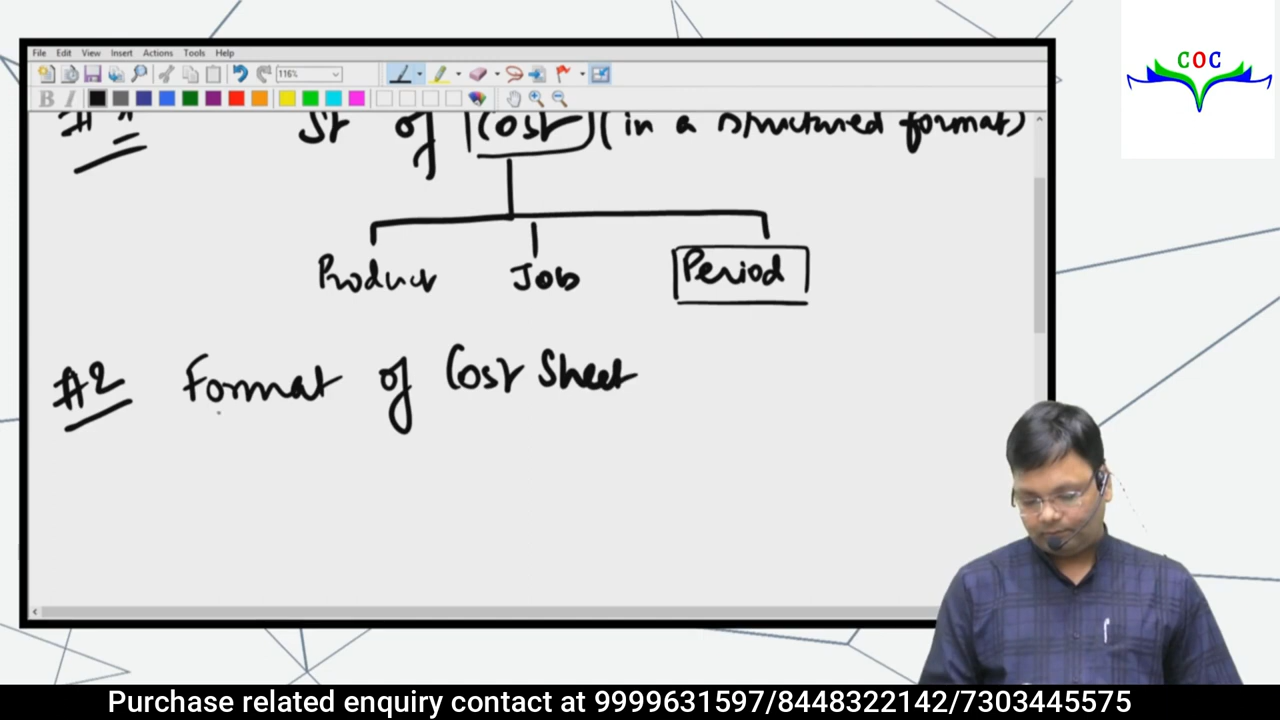 COC
File Edit View Insert Actions Tools Help
116%
B I
St of Cost (in a structured format)
Product Job Period
#2 Format of Cost Sheet
Purchase related enquiry contact at 9999631597/8448322142/7303445575